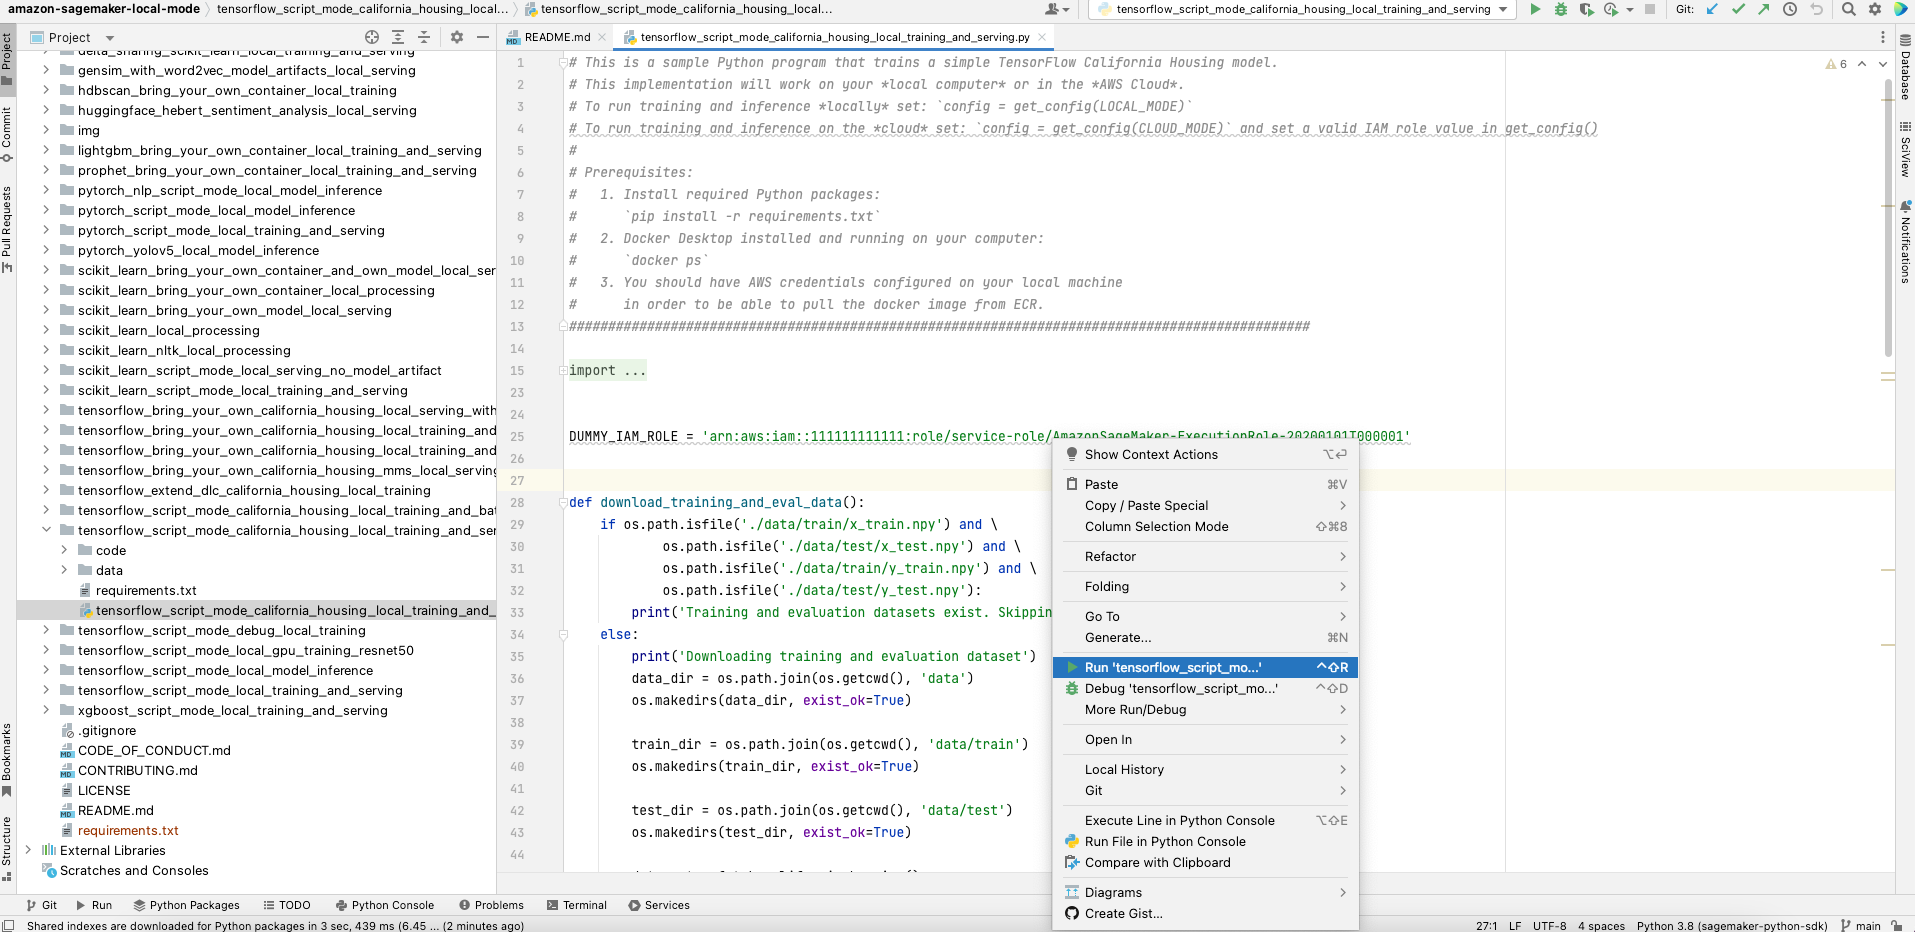 amazon-sagemaker-local-mode
tensorflow_script_mode_california_housing_local...
tensorflow_script_mode_california_housing_local...
tensorflow_script_mode_california_housing_local_training_and_serving
Git:
Project
README.md
tensorflow_script_mode_california_housing_local_training_and_serving.py
Project
Commit
Pull Requests
Bookmarks
Structure
delta_sharing_scikit_learn_local_training_and_serving
gensim_with_word2vec_model_artifacts_local_serving
hdbscan_bring_your_own_container_local_training
huggingface_hebert_sentiment_analysis_local_serving
img
lightgbm_bring_your_own_container_local_training_and_serving
prophet_bring_your_own_container_local_training_and_serving
pytorch_nlp_script_mode_local_model_inference
pytorch_script_mode_local_model_inference
pytorch_script_mode_local_training_and_serving
pytorch_yolov5_local_model_inference
scikit_learn_bring_your_own_container_and_own_model_local_ser
scikit_learn_bring_your_own_container_local_processing
scikit_learn_bring_your_own_model_local_serving
scikit_learn_local_processing
scikit_learn_nltk_local_processing
scikit_learn_script_mode_local_serving_no_model_artifact
scikit_learn_script_mode_local_training_and_serving
tensorflow_bring_your_own_california_housing_local_serving_with
tensorflow_bring_your_own_california_housing_local_training_and
tensorflow_bring_your_own_california_housing_local_training_and
tensorflow_bring_your_own_california_housing_mms_local_serving
tensorflow_extend_dlc_california_housing_local_training
tensorflow_script_mode_california_housing_local_training_and_bat
tensorflow_script_mode_california_housing_local_training_and_ser
code
data
requirements.txt
tensorflow_script_mode_california_housing_local_training_and_
tensorflow_script_mode_debug_local_training
tensorflow_script_mode_local_gpu_training_resnet50
tensorflow_script_mode_local_model_inference
tensorflow_script_mode_local_training_and_serving
xgboost_script_mode_local_training_and_serving
.gitignore
CODE_OF_CONDUCT.md
CONTRIBUTING.md
LICENSE
README.md
requirements.txt
External Libraries
Scratches and Consoles
1 # This is a sample Python program that trains a simple TensorFlow California Housing model.
2 # This implementation will work on your *local computer* or in the *AWS Cloud*.
3 # To run training and inference *locally* set: `config = get_config(LOCAL_MODE)`
4 # To run training and inference on the *cloud* set: `config = get_config(CLOUD_MODE)` and set a valid IAM role value in get_config()
5 #
6 # Prerequisites:
7 #   1. Install required Python packages:
8 #      `pip install -r requirements.txt`
9 #   2. Docker Desktop installed and running on your computer:
10 #      `docker ps`
11 #   3. You should have AWS credentials configured on your local machine
12 #      in order to be able to pull the docker image from ECR.
13 ###############################################################################################
14
15 import ...
23
24
25 DUMMY_IAM_ROLE = 'arn:aws:iam::111111111111:role/service-role/AmazonSageMaker-ExecutionRole-20200101T000001'
26
27
28 def download_training_and_eval_data():
29     if os.path.isfile('./data/train/x_train.npy') and \
30             os.path.isfile('./data/test/x_test.npy') and \
31             os.path.isfile('./data/train/y_train.npy') and \
32             os.path.isfile('./data/test/y_test.npy'):
33         print('Training and evaluation datasets exist. Skippin
34     else:
35         print('Downloading training and evaluation dataset')
36         data_dir = os.path.join(os.getcwd(), 'data')
37         os.makedirs(data_dir, exist_ok=True)
38
39         train_dir = os.path.join(os.getcwd(), 'data/train')
40         os.makedirs(train_dir, exist_ok=True)
41
42         test_dir = os.path.join(os.getcwd(), 'data/test')
43         os.makedirs(test_dir, exist_ok=True)
44
6
Show Context Actions ⌥⏎
Paste ⌘V
Copy / Paste Special
Column Selection Mode ⇧⌘8
Refactor
Folding
Go To
Generate... ⌘N
Run 'tensorflow_script_mo...' ^⇧R
Debug 'tensorflow_script_mo...' ^⇧D
More Run/Debug
Open In
Local History
Git
Execute Line in Python Console ⌥⇧E
Run File in Python Console
Compare with Clipboard
Diagrams
Create Gist...
Database
SciView
Notifications
Git
Run
Python Packages
TODO
Python Console
Problems
Terminal
Services
Shared indexes are downloaded for Python packages in 3 sec, 439 ms (6.45 ... (2 minutes ago)
27:1 LF UTF-8 4 spaces Python 3.8 (sagemaker-python-sdk) main